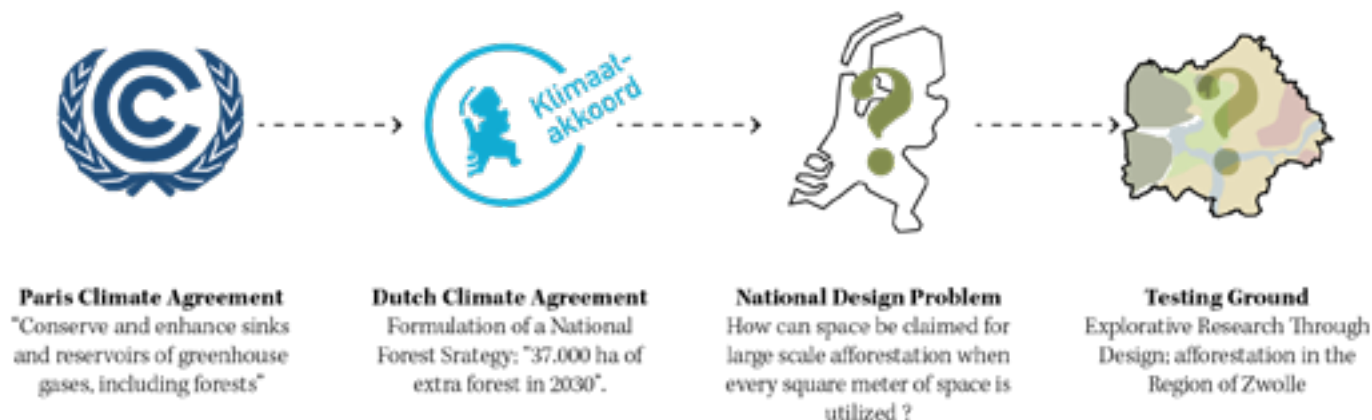 Klimaat-
akkoord
Paris Climate Agreement
"Conserve and enhance sinks
and reservoirs of greenhouse
gases, including forests"
Dutch Climate Agreement
Formulation of a National
Forest Srategy: "37.000 ha of
extra forest in 2030".
National Design Problem
How can space be claimed for
large scale afforestation when
every square meter of space is
utilized ?
Testing Ground
Explorative Research Through
Design; afforestation in the
Region of Zwolle